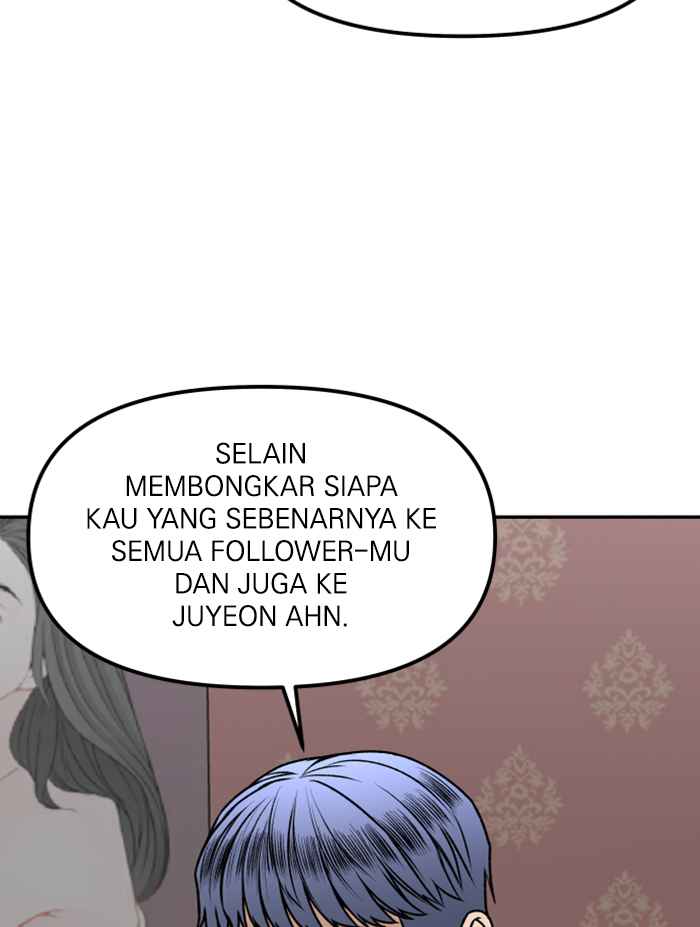 SELAIN
MEMBONGKAR SIAPA
KAU YANG SEBENARNYA KE
SEMUA FOLLOWER-MU
DAN JUGA KE
JUYEON AHN.